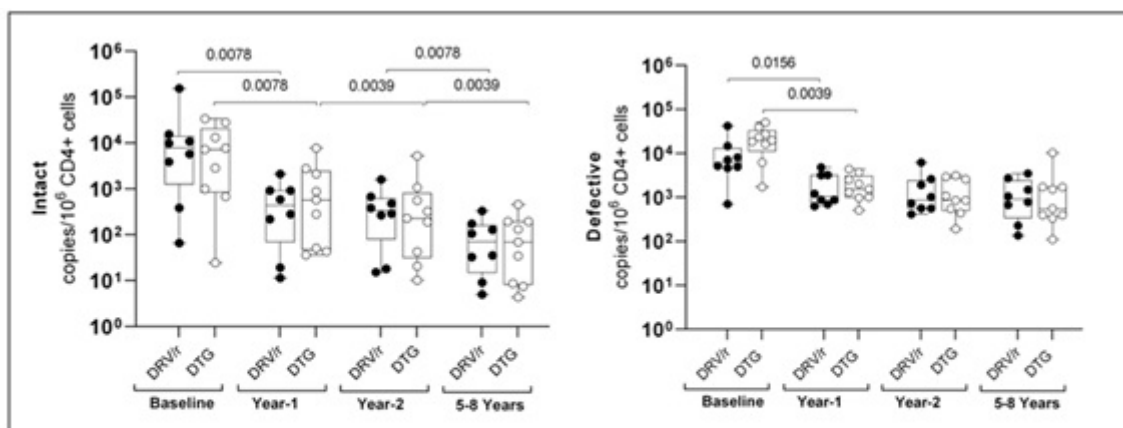 Intact
copies/10⁶ CD4+ cells
10⁶
10⁵
10⁴
10³
10²
10¹
10⁰
0.0078
0.0078
0.0078
0.0039
0.0039
DRV/r DTG DRV/r DTG DRV/r DTG DRV/r DTG
Baseline Year-1 Year-2 5-8 Years
Defective
copies/10⁶ CD4+ cells
10⁶
10⁵
10⁴
10³
10²
10¹
10⁰
0.0156
0.0039
DRV/r DTG DRV/r DTG DRV/r DTG DRV/r DTG
Baseline Year-1 Year-2 5-8 Years